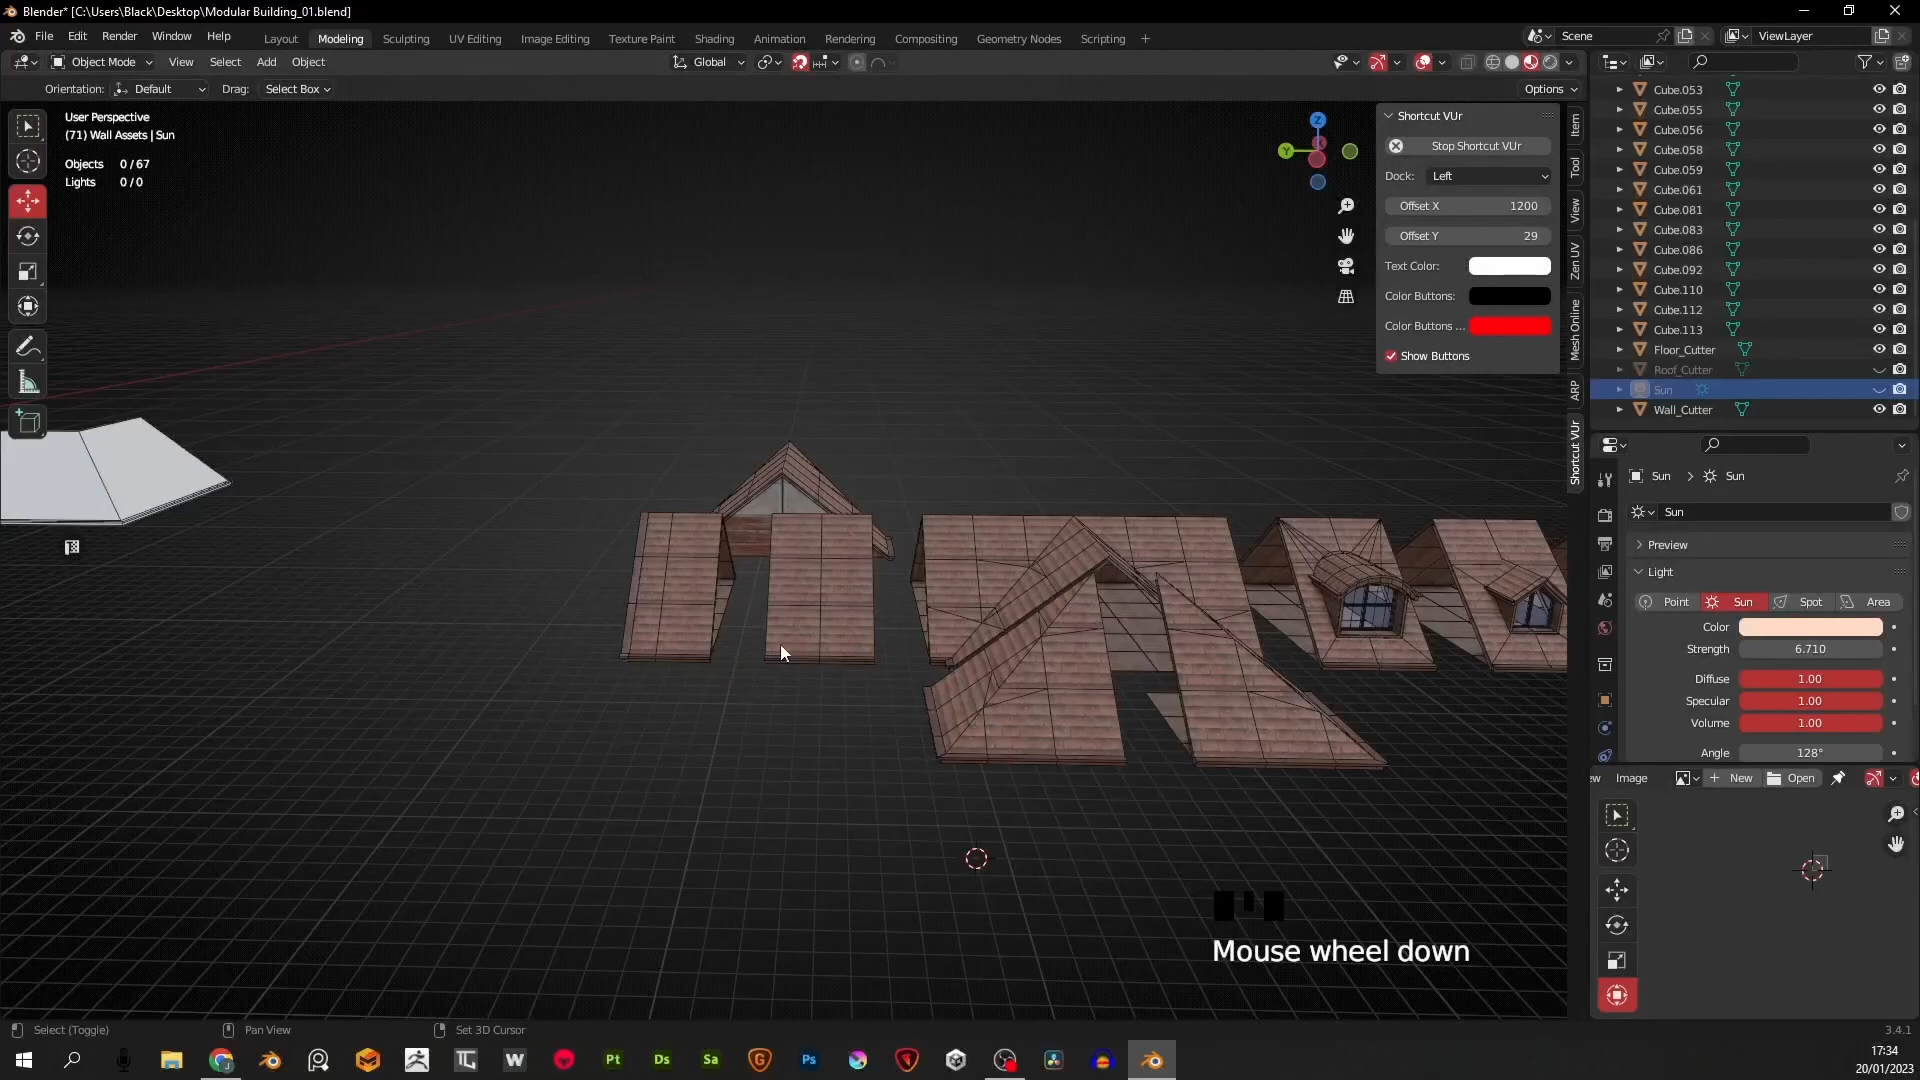 Blender* [C:\Users\Black\Desktop\Modular Building_01.blend]
File Edit Render Window Help
Layout Modeling Sculpting UV Editing Image Editing Texture Paint Shading Animation Rendering Compositing Geometry Nodes Scripting +
Scene
ViewLayer
Object Mode View Select Add Object
Global
Orientation: Default Drag: Select Box
Options
User Perspective
(71) Wall Assets | Sun
Objects 0 / 67
Lights 0 / 0
Z
Y
Shortcut VUr
Stop Shortcut VUr
Dock: Left
Offset X 1200
Offset Y 29
Text Color:
Color Buttons:
Color Buttons ...
Show Buttons
Item
Tool
View
Zen UV
Mesh Online
ARP
Shortcut VUr
Cube.053
Cube.055
Cube.056
Cube.058
Cube.059
Cube.061
Cube.081
Cube.083
Cube.086
Cube.092
Cube.110
Cube.112
Cube.113
Floor_Cutter
Roof_Cutter
Sun
Wall_Cutter
Sun > Sun
Sun
Preview
Light
Point Sun Spot Area
Color
Strength 6.710
Diffuse 1.00
Specular 1.00
Volume 1.00
Angle 128°
ew Image New Open
Mouse wheel down
Select (Toggle) Pan View Set 3D Cursor
3.4.1
W Pt Ds Sa Ps
17:34
20/01/2023